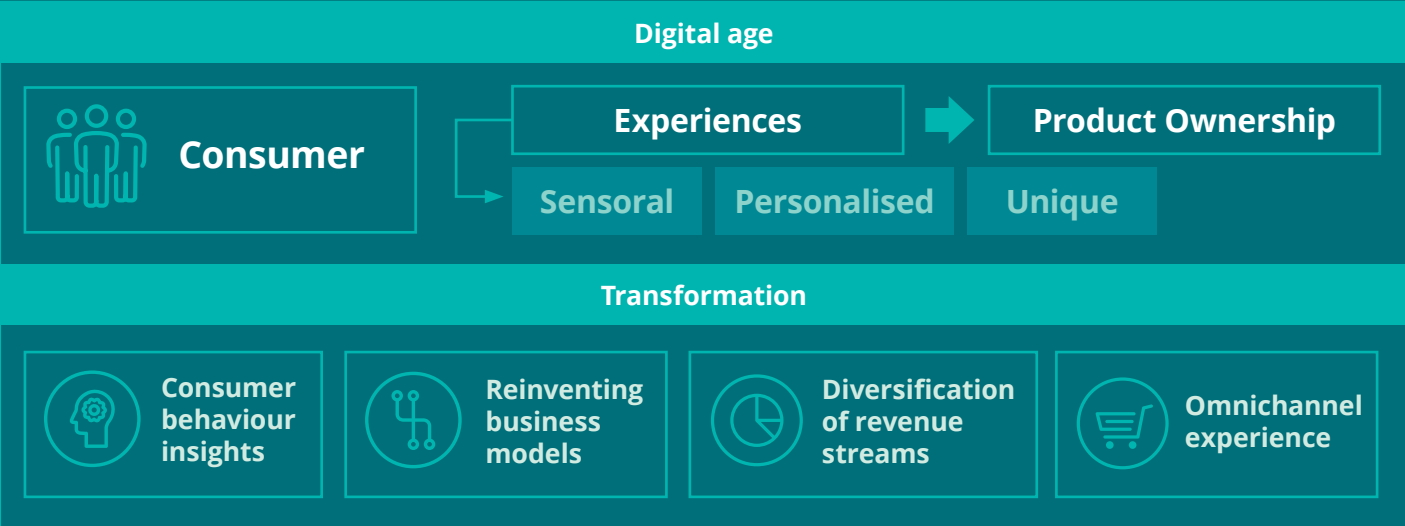 Digital age
Consumer
Experiences
Product Ownership
Sensoral
Personalised
Unique
Transformation
Consumer
behaviour
insights
Reinventing
business
models
Diversification
of revenue
streams
Omnichannel
experience